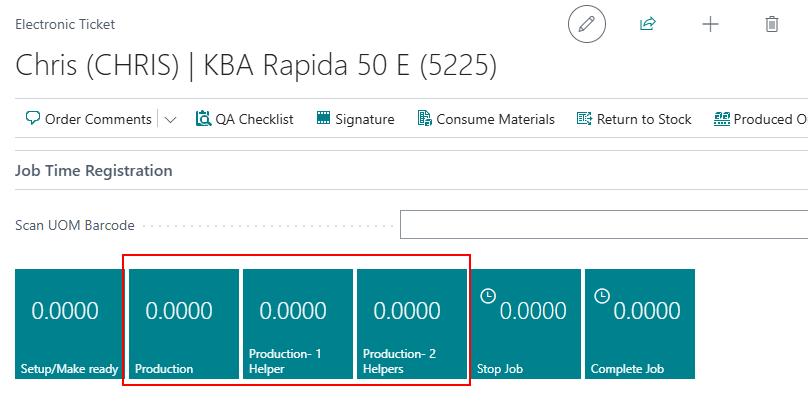 Electronic Ticket
Chris (CHRIS) | KBA Rapida 50 E (5225)
Order Comments QA Checklist Signature Consume Materials Return to Stock Produced O
Job Time Registration
Scan UOM Barcode
0.0000 0.0000 0.0000 0.0000 0.0000 0.0000
Setup/Make ready Production Production- 1 Helper Production- 2 Helpers Stop Job Complete Job